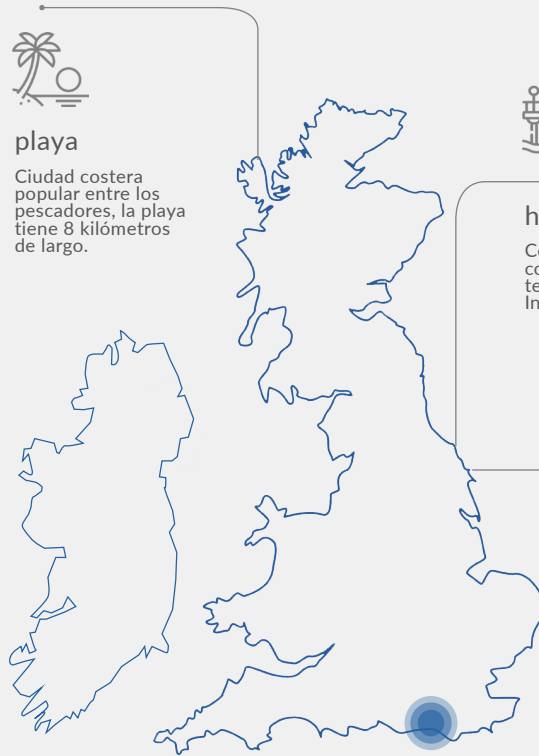 playa
Ciudad costera
popular entre los
pescadores, la playa
tiene 8 kilómetros
de largo.